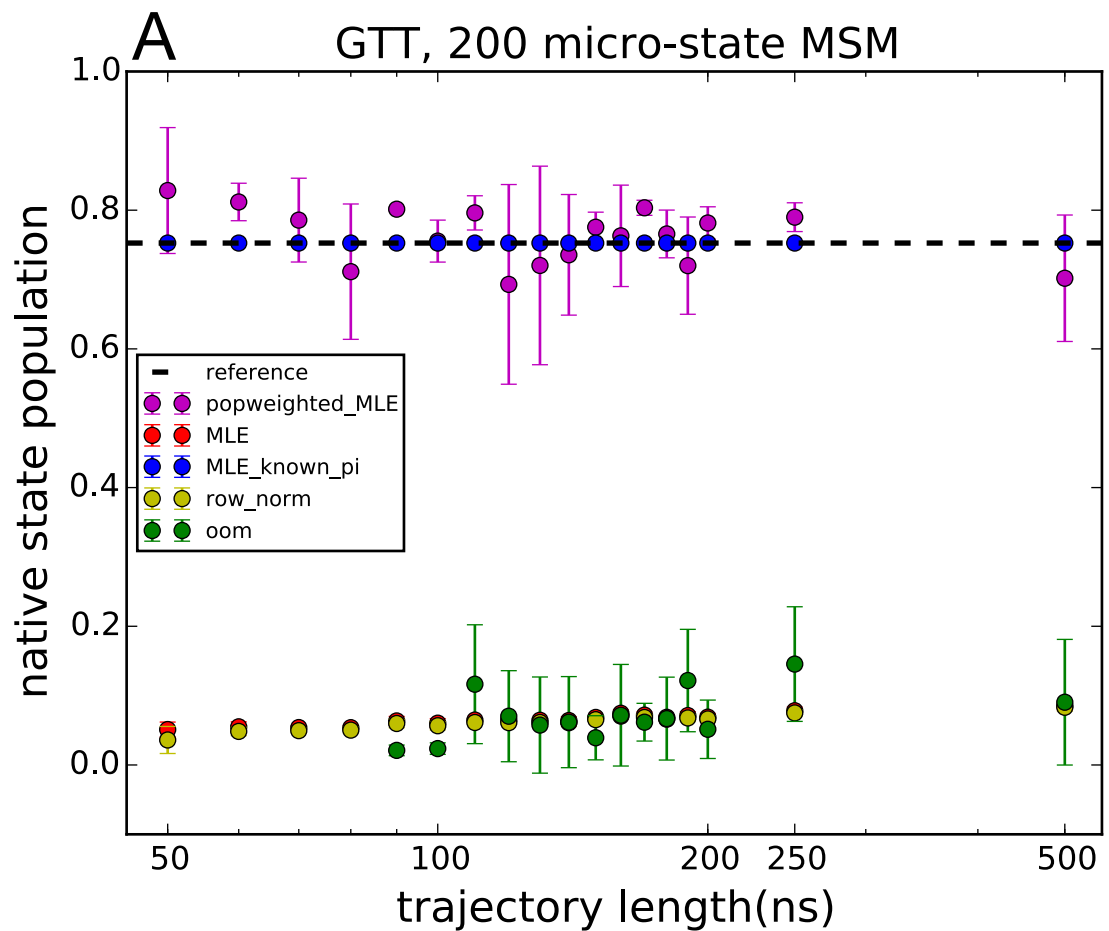 A
GTT, 200 micro-state MSM
native state population
1.0
0.8
0.6
0.4
0.2
0.0
reference
popweighted_MLE
MLE
MLE_known_pi
row_norm
oom
50 100 200 250 500
trajectory length(ns)